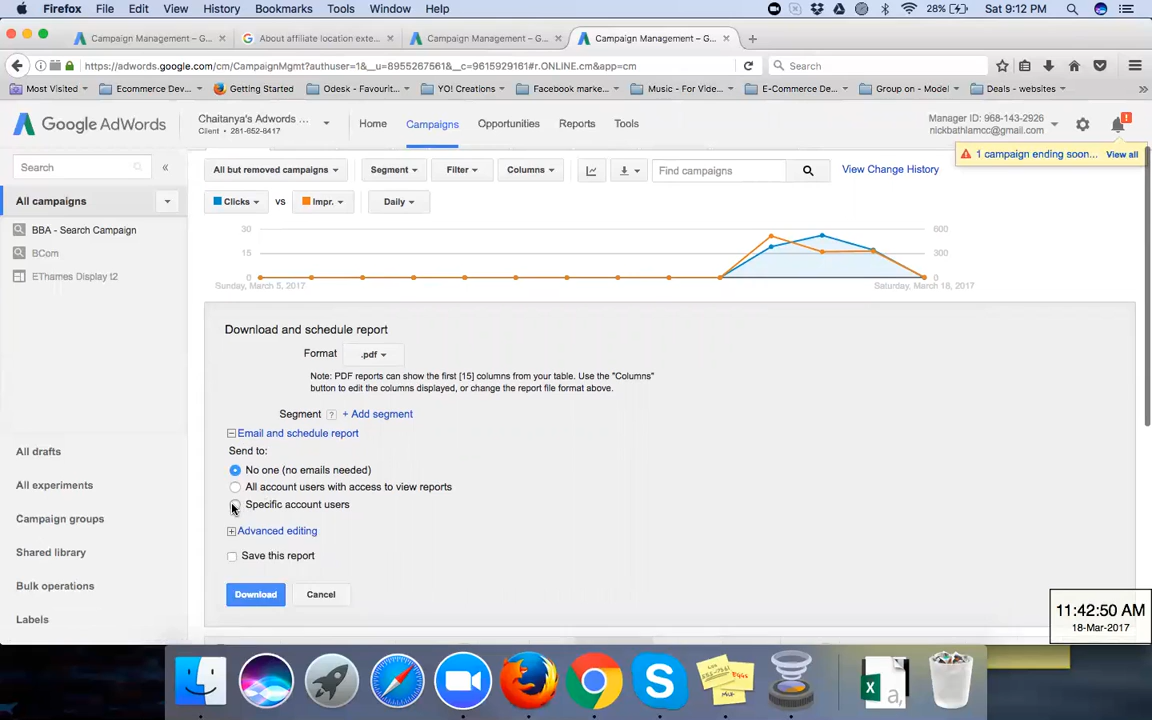 Firefox File Edit View History Bookmarks Tools Window Help 28% Sat 9:12 PM
Campaign Management – G... × About affiliate location exte... × Campaign Management – G... × Campaign Management – G... × +
https://adwords.google.com/cm/CampaignMgmt?authuser=1&__u=8955267561&__c=9615929161#r.ONLINE.cm&app=cm Search
Most Visited Ecommerce Dev... Getting Started Odesk - Favourit... YO! Creations Facebook marke... Music - For Vide... E-Commerce De... Group on - Model Deals - websites
Google AdWords Chaitanya's Adwords ... Home Campaigns Opportunities Reports Tools Manager ID: 968-143-2926
Client - 281-652-8417 nickbathlamcc@gmail.com
1 campaign ending soon... View all
Search « All but removed campaigns Segment Filter Columns Find campaigns View Change History
All campaigns Clicks vs Impr. Daily
BBA - Search Campaign 30 600
BCom 15 300
EThames Display t2 0 0
Sunday, March 5, 2017 Saturday, March 18, 2017
Download and schedule report
Format .pdf
Note: PDF reports can show the first [15] columns from your table. Use the "Columns"
button to edit the columns displayed, or change the report file format above.
Segment ? + Add segment
Email and schedule report
Send to:
No one (no emails needed)
All account users with access to view reports
Specific account users
Advanced editing
Save this report
Download Cancel
All drafts
All experiments
Campaign groups
Shared library
Bulk operations
Labels
11:42:50 AM
18-Mar-2017
EGGS
MILK
X a,